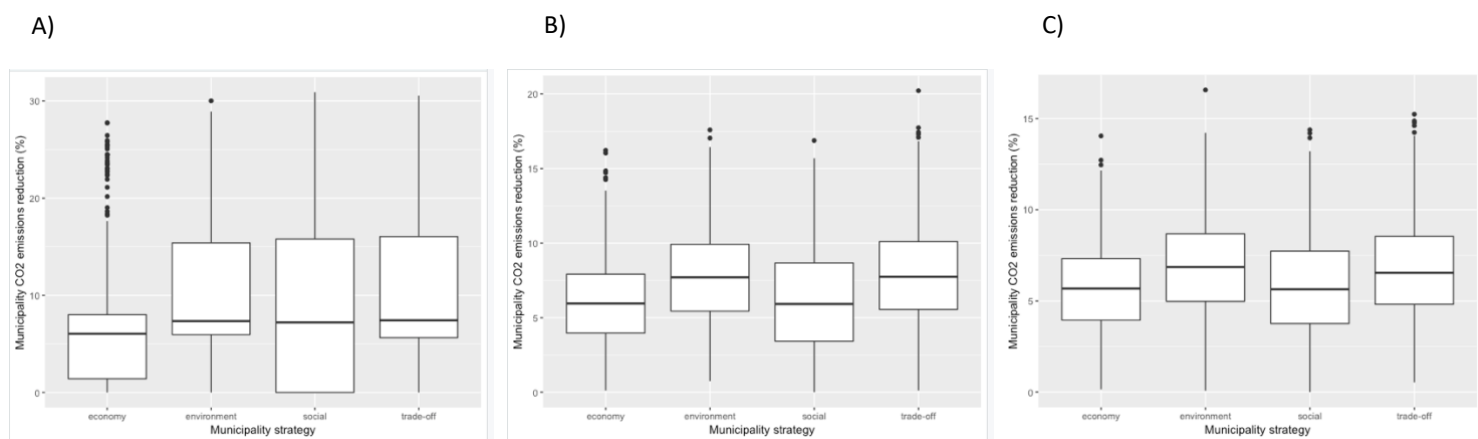 A)
B)
C)
Municipality CO2 emissions reduction (%)
30
20
10
0
economy environment social trade-off
Municipality strategy
Municipality CO2 emissions reduction (%)
20
15
10
5
0
economy environment social trade-off
Municipality strategy
Municipality CO2 emissions reduction (%)
15
10
5
0
economy environment social trade-off
Municipality strategy